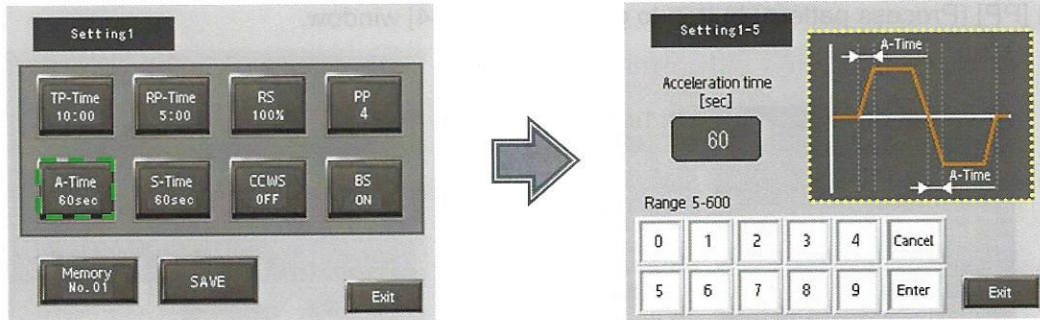 Setting1
TP-Time
10:00
RP-Time
5:00
RS
100%
PP
4
A-Time
60sec
S-Time
60sec
CCWS
OFF
BS
ON
Memory
No.01
SAVE
Exit
4] window.
Setting1-5
Acceleration time
[sec]
60
Range 5-600
A-Time
A-Time
0
1
2
3
4
Cancel
5
6
7
8
9
Enter
Exit